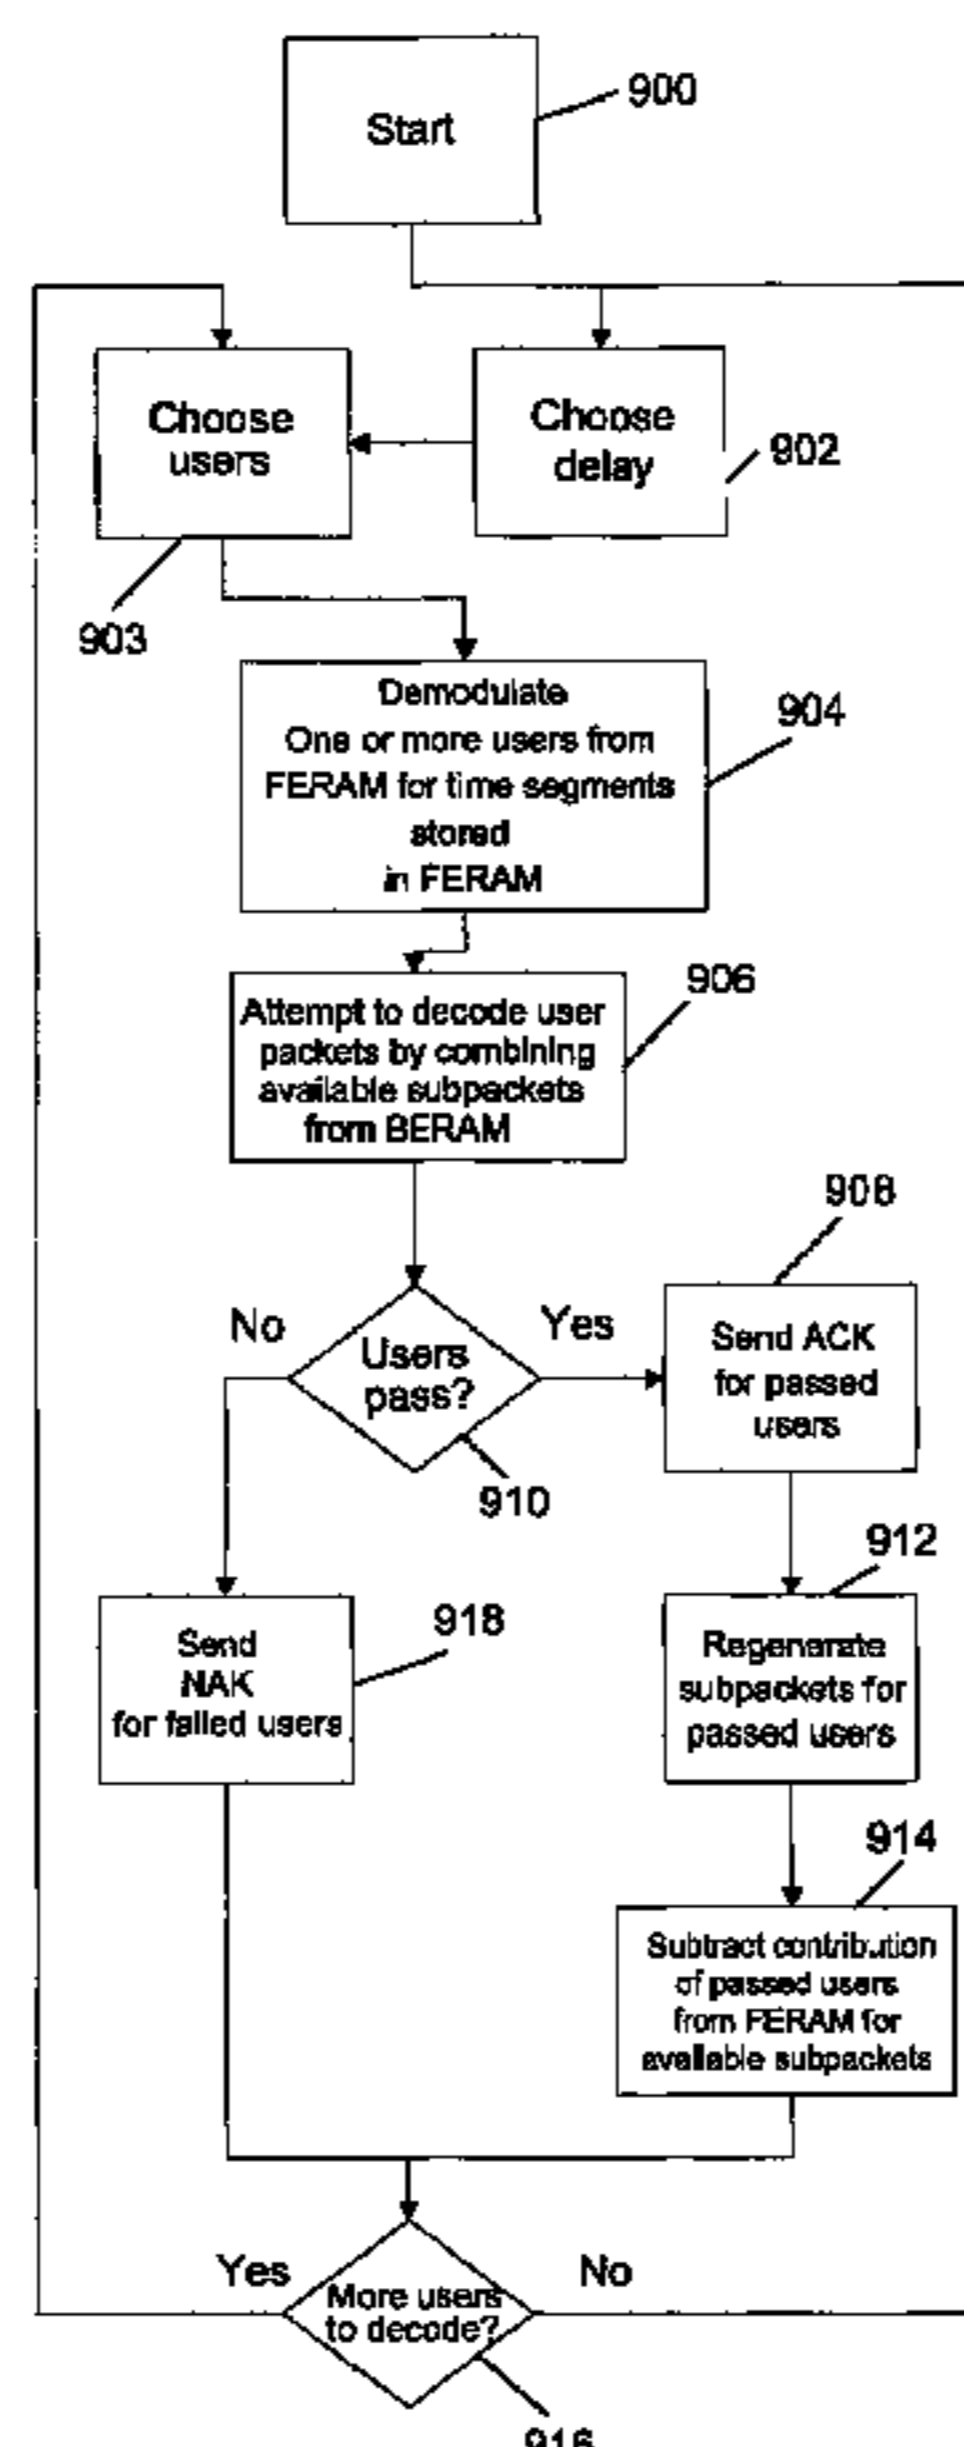 Start
900
Choose
users
Choose
delay
902
903
Demodulate
One or more users from
FERAM for time segments
stored
in FERAM
904
Attempt to decode user
packets by combining
available subpackets
from BERAM
906
908
No
Yes
Users
pass?
Send ACK
for passed
users
910
912
Send
NAK
for failed users
918
Regenerate
subpackets for
passed users
914
Subtract contribution
of passed users
from FERAM for
available subpackets
Yes
No
More users
to decode?
916